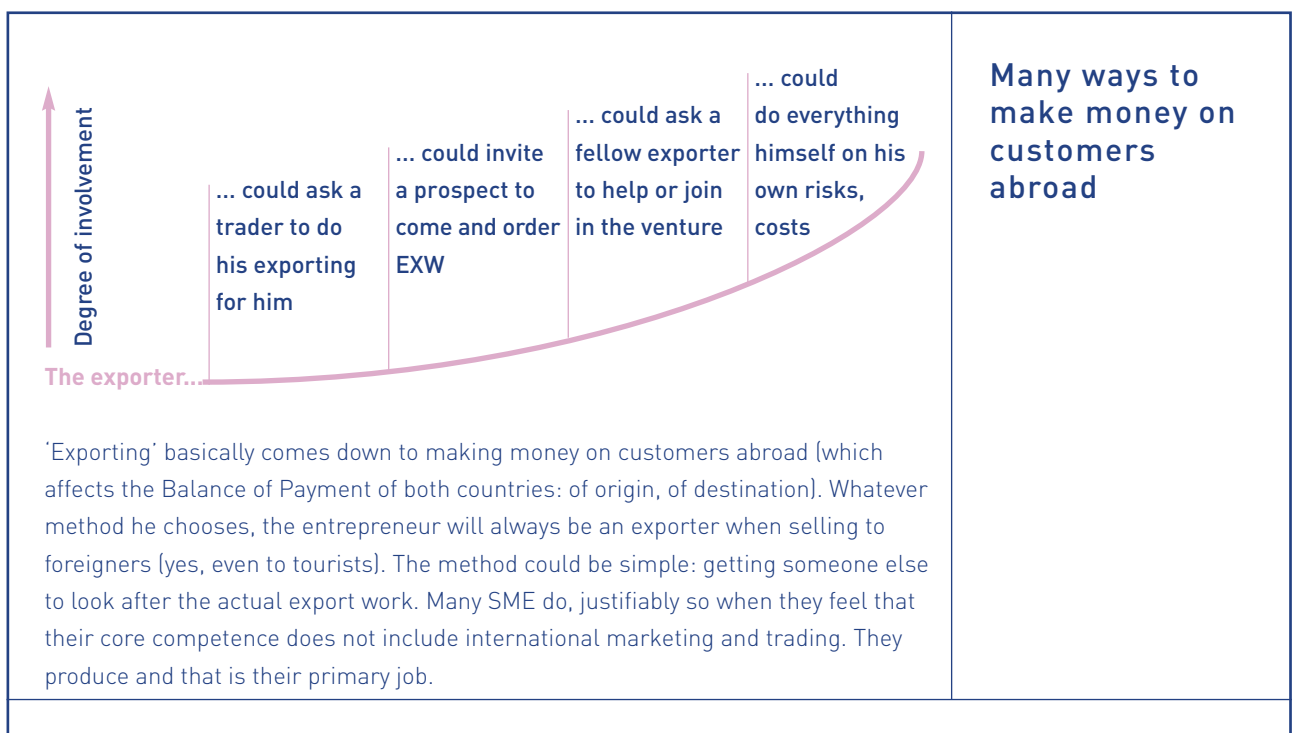 Degree of involvement
The exporter...
... could ask a
trader to do
his exporting
for him
... could invite
a prospect to
come and order
EXW
... could ask a
fellow exporter
to help or join
in the venture
... could
do everything
himself on his
own risks,
costs
Many ways to
make money on
customers
abroad
‘Exporting’ basically comes down to making money on customers abroad (which
affects the Balance of Payment of both countries: of origin, of destination). Whatever
method he chooses, the entrepreneur will always be an exporter when selling to
foreigners (yes, even to tourists). The method could be simple: getting someone else
to look after the actual export work. Many SME do, justifiably so when they feel that
their core competence does not include international marketing and trading. They
produce and that is their primary job.